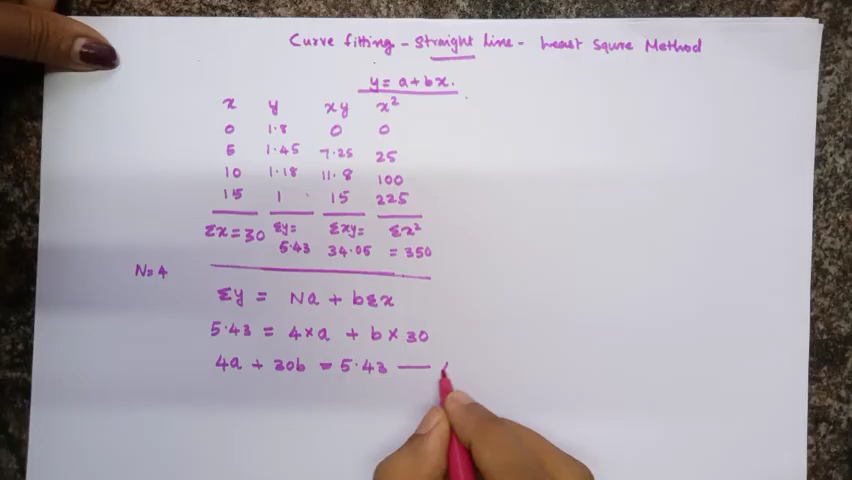 Curve fitting - Straight line - Least Squre Method
y = a + bx.
x y xy x²
0 1.8 0 0
5 1.45 7.25 25
10 1.18 11.8 100
15 1 15 225
Σx = 30 Σy = 5.43 Σxy = 34.05 Σx² = 350
N = 4
Σy = Na + bΣx
5.43 = 4 × a + b × 30
4a + 30b = 5.43 —